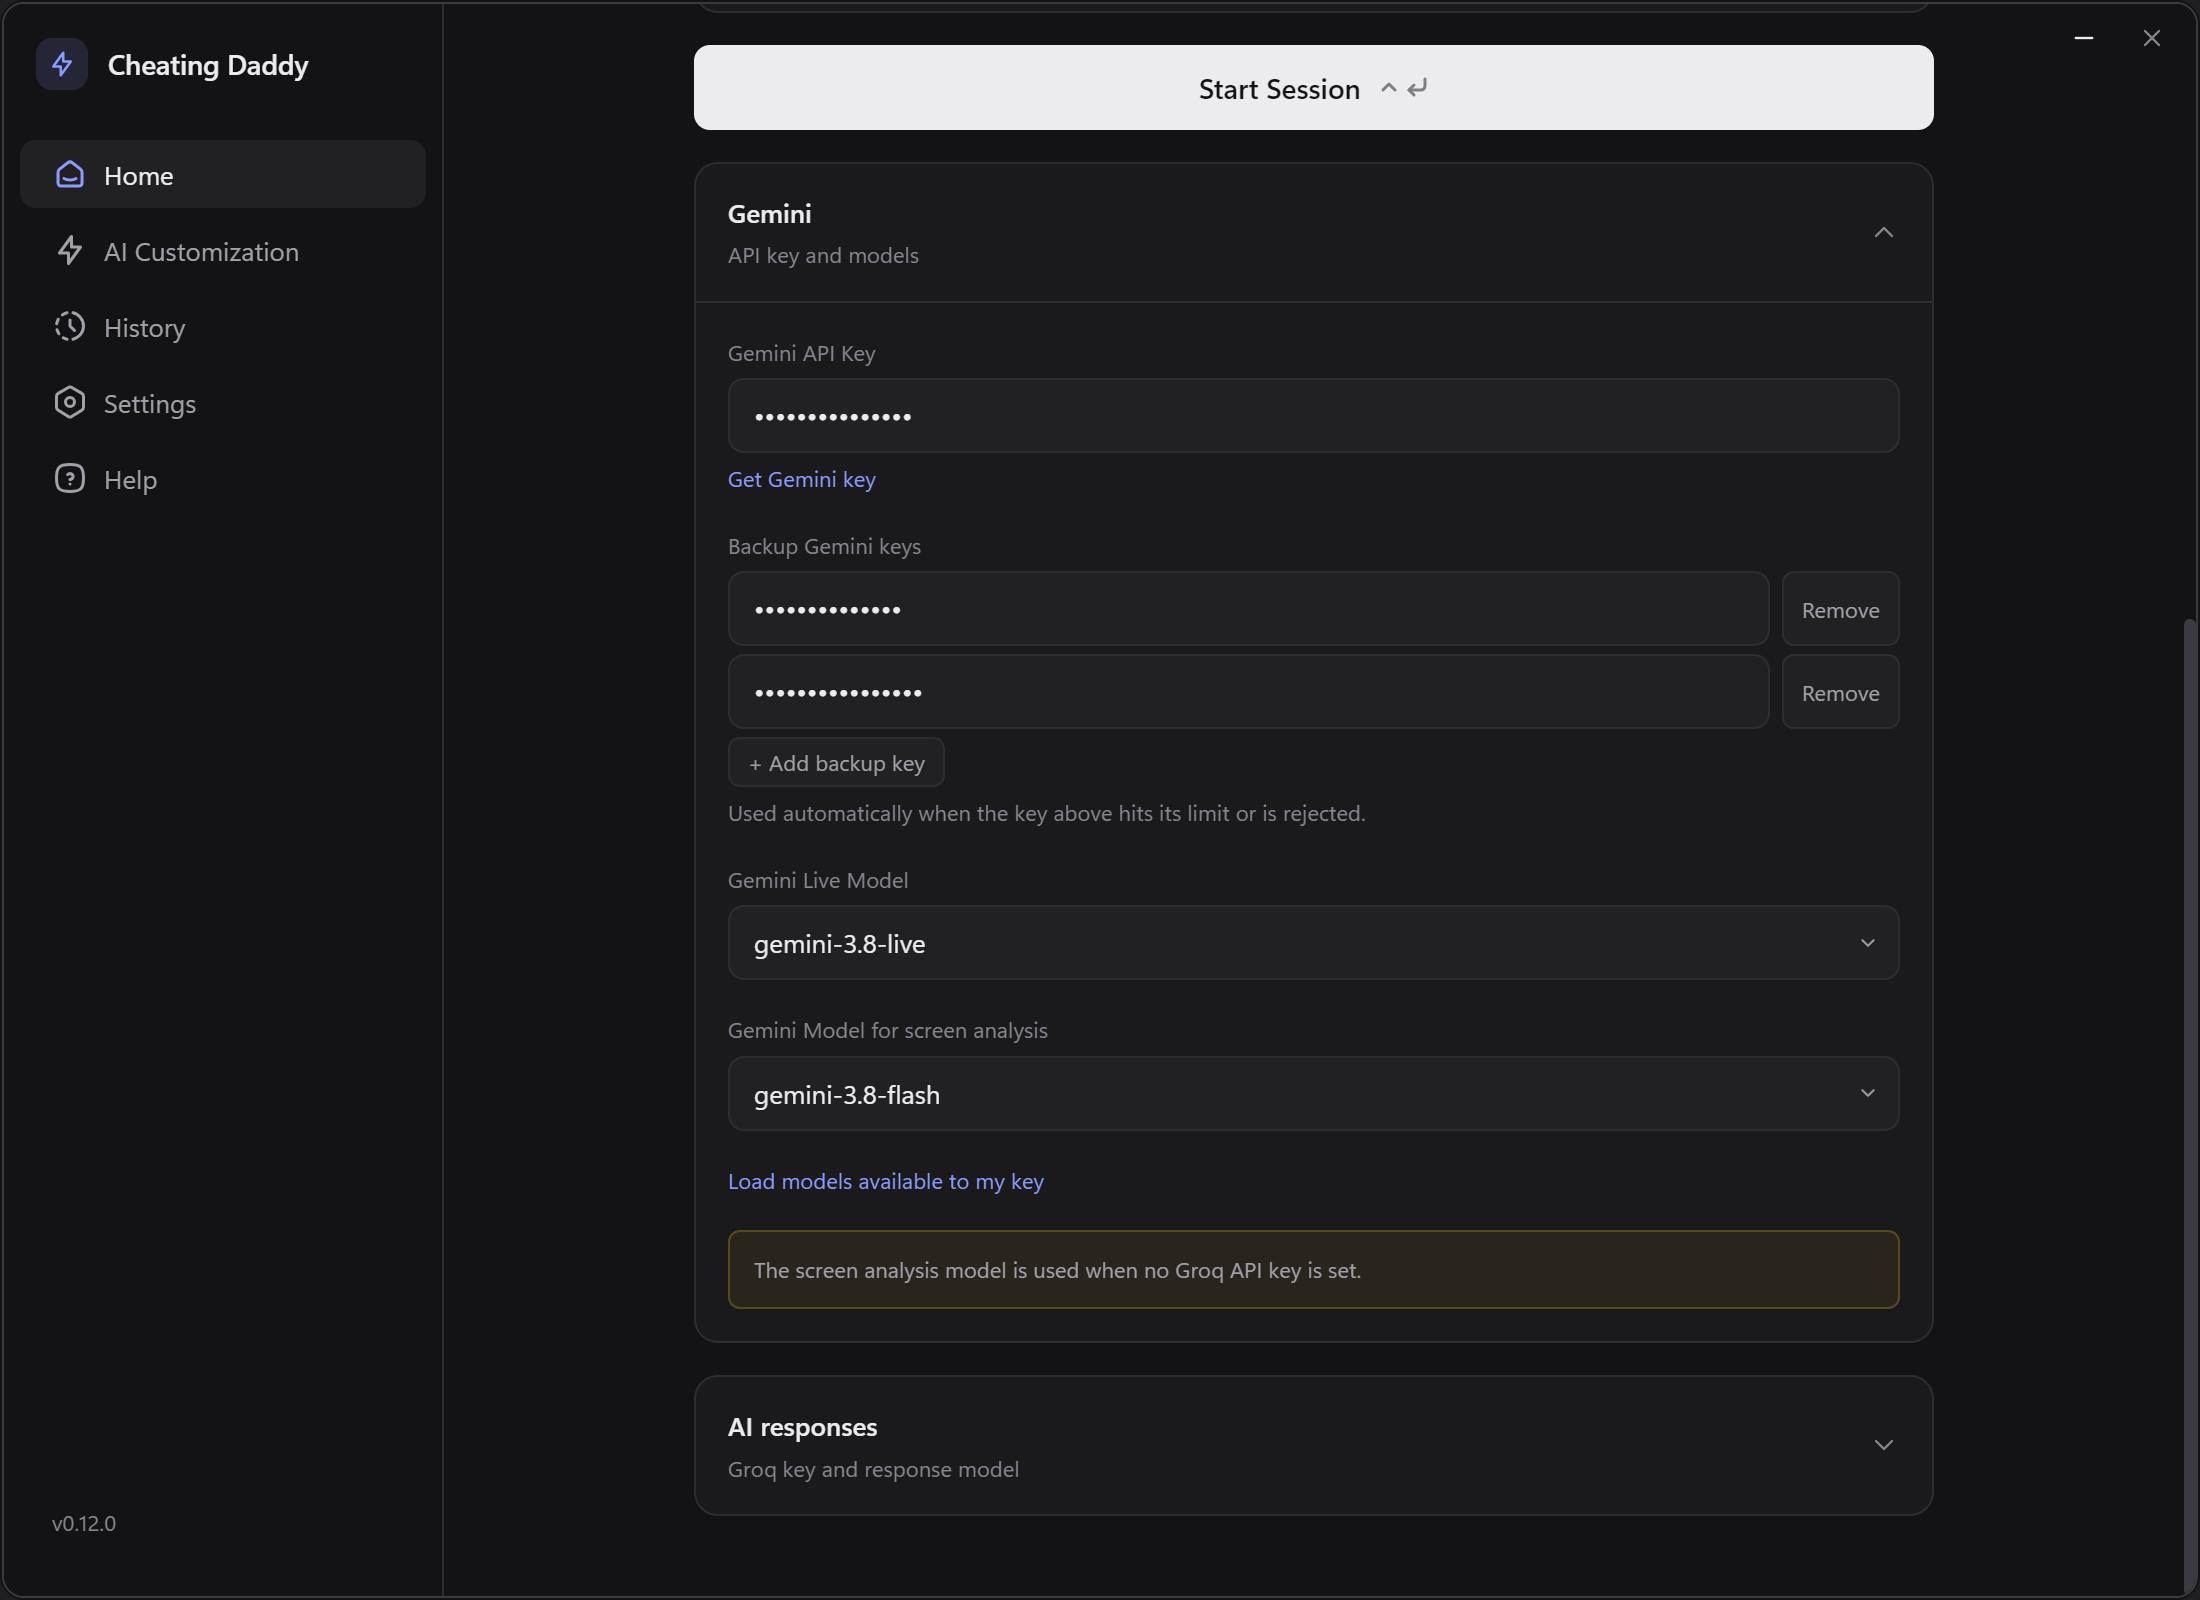 Cheating Daddy
Home
AI Customization
History
Settings
Help
v0.12.0
Start Session
Gemini
API key and models
Gemini API Key
•••••••••••••••
Get Gemini key
Backup Gemini keys
••••••••••••••
Remove
••••••••••••••••
Remove
+ Add backup key
Used automatically when the key above hits its limit or is rejected.
Gemini Live Model
gemini-3.8-live
Gemini Model for screen analysis
gemini-3.8-flash
Load models available to my key
The screen analysis model is used when no Groq API key is set.
AI responses
Groq key and response model